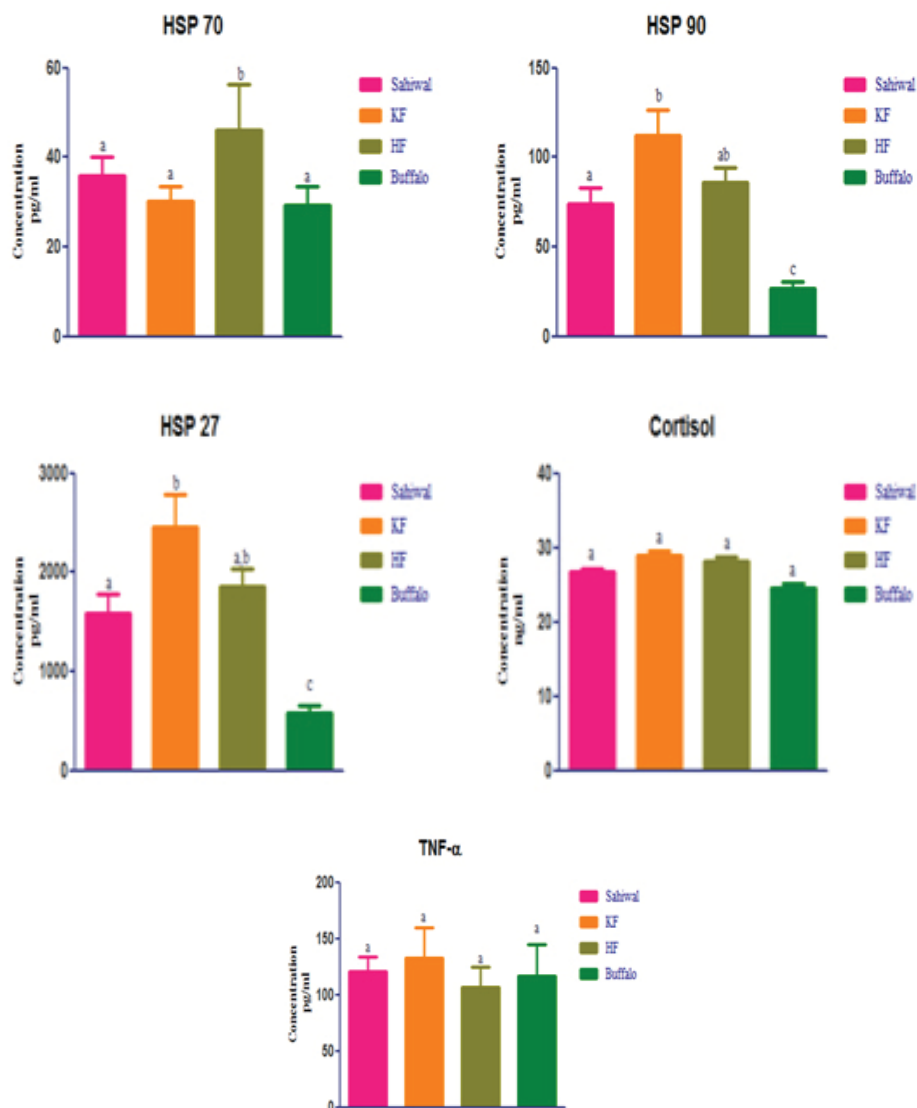 HSP 70
60
40
20
0
Concentration
pg/ml
a
a
b
a
Sahiwal
KF
HF
Buffalo
HSP 90
150
100
50
0
Concentration
pg/ml
a
b
ab
c
Sahiwal
KF
HF
Buffalo
HSP 27
3000
2000
1000
0
Concentration
pg/ml
a
b
a,b
c
Sahiwal
KF
HF
Buffalo
Cortisol
40
30
20
10
0
Concentration
ng/ml
a
a
a
a
Sahiwal
KF
HF
Buffalo
TNF-α
200
150
100
50
0
Concentration
pg/ml
a
a
a
a
Sahiwal
KF
HF
Buffalo